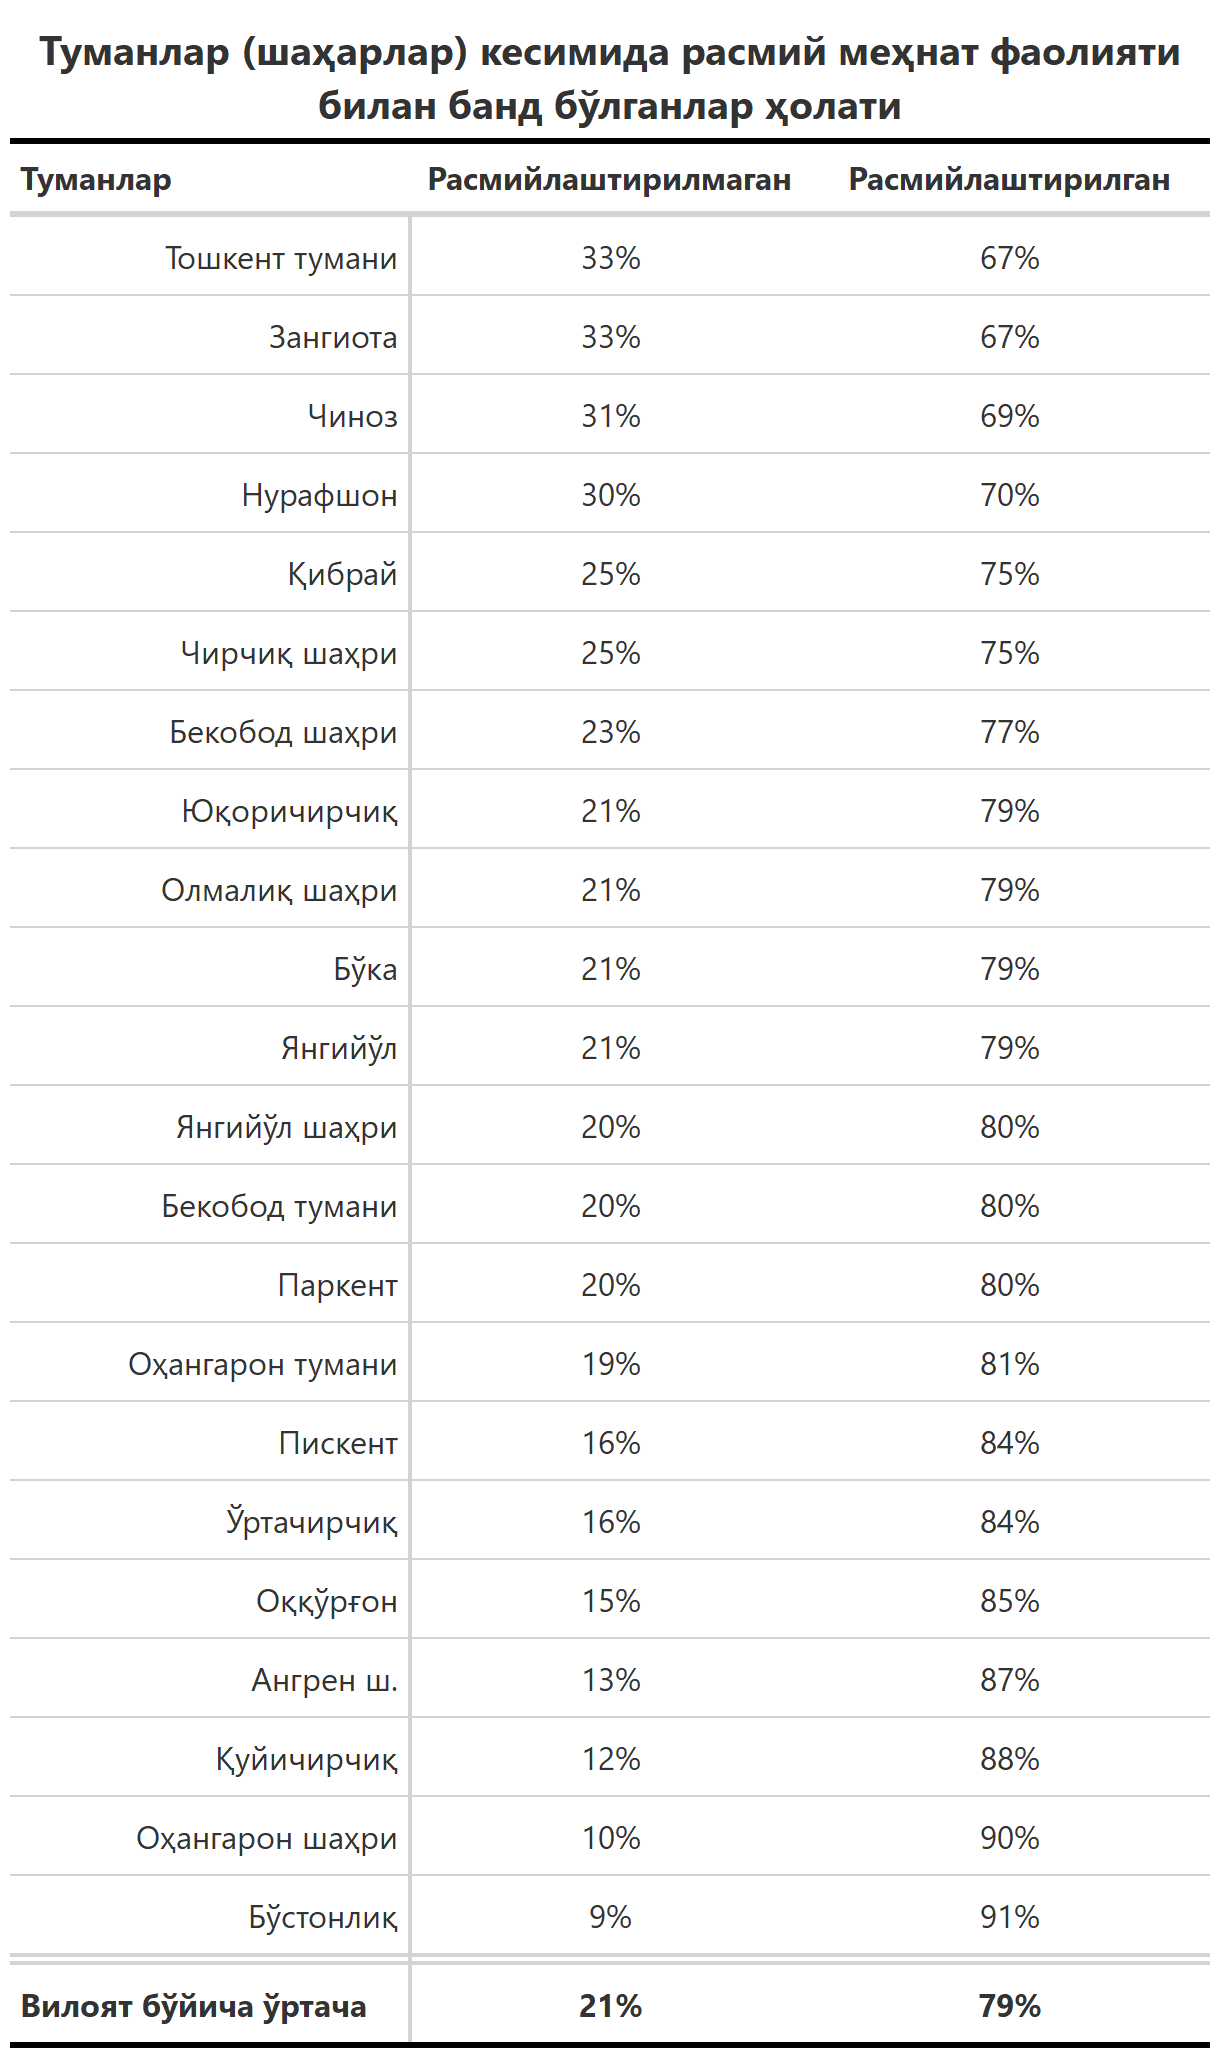 Туманлар (шаҳарлар) кесимида расмий меҳнат фаолияти
билан банд бўлганлар ҳолати
Туманлар Расмийлаштирилмаган Расмийлаштирилган
Тошкент тумани 33% 67%
Зангиота 33% 67%
Чиноз 31% 69%
Нурафшон 30% 70%
Қибрай 25% 75%
Чирчиқ шаҳри 25% 75%
Бекобод шаҳри 23% 77%
Юқоричирчиқ 21% 79%
Олмалиқ шаҳри 21% 79%
Бўка 21% 79%
Янгийўл 21% 79%
Янгийўл шаҳри 20% 80%
Бекобод тумани 20% 80%
Паркент 20% 80%
Оҳангарон тумани 19% 81%
Пискент 16% 84%
Ўртачирчиқ 16% 84%
Оққўрғон 15% 85%
Ангрен ш. 13% 87%
Қуйичирчиқ 12% 88%
Оҳангарон шаҳри 10% 90%
Бўстонлиқ 9% 91%
Вилоят бўйича ўртача 21% 79%